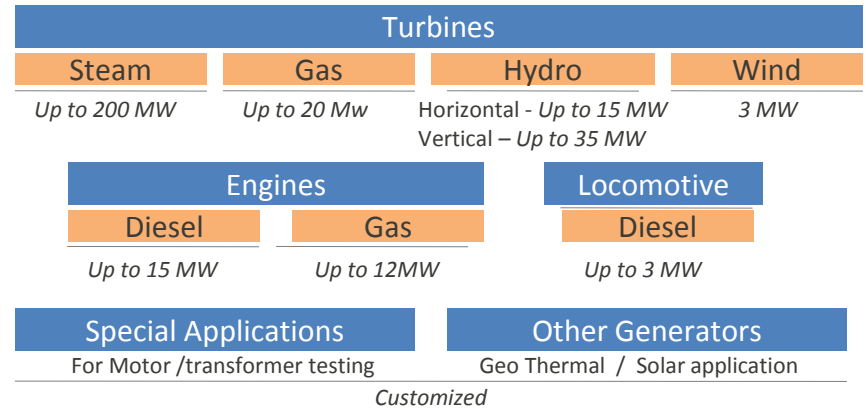 Turbines
Steam Gas Hydro Wind
Up to 200 MW Up to 20 Mw Horizontal - Up to 15 MW 3 MW
Vertical – Up to 35 MW
Engines Locomotive
Diesel Gas Diesel
Up to 15 MW Up to 12MW Up to 3 MW
Special Applications Other Generators
For Motor /transformer testing Geo Thermal / Solar application
Customized